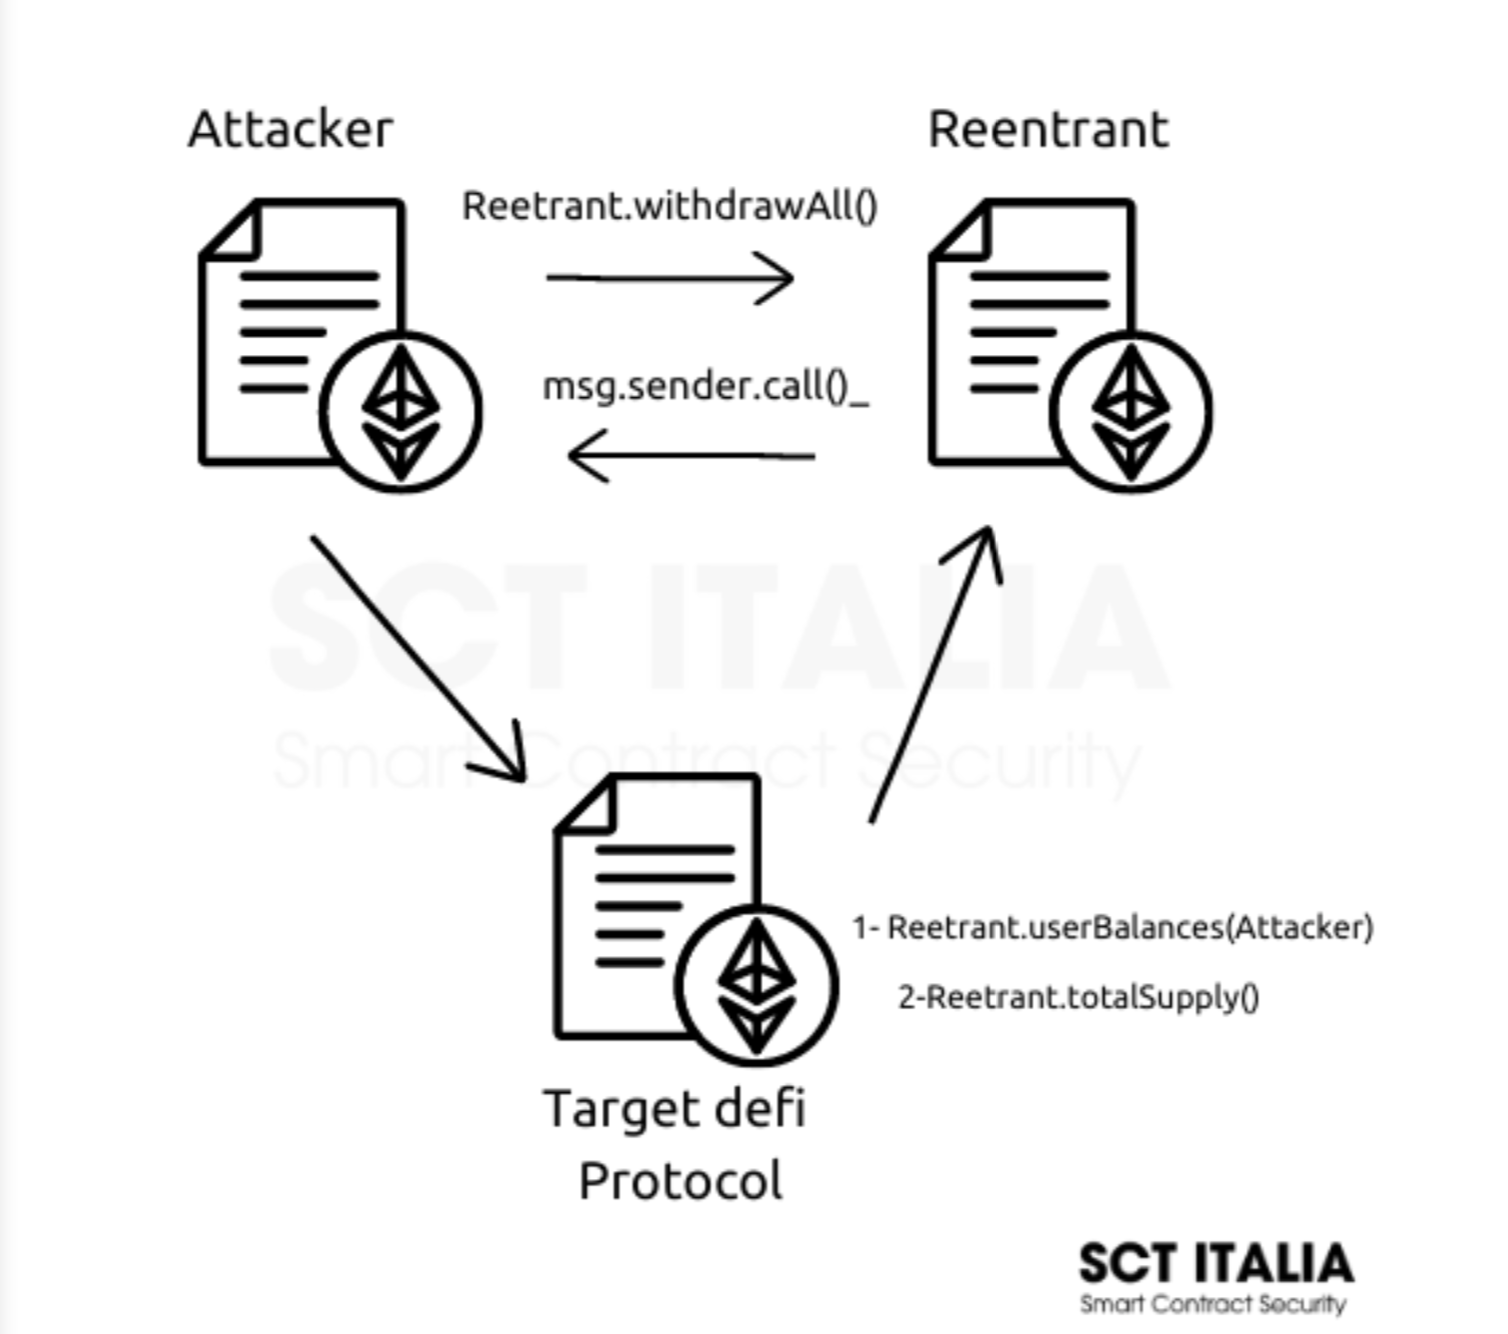 Attacker
Reentrant
Reetrant.withdrawAll()
msg.sender.call()_
SCT ITALIA
Smart Contract Security
1- Reetrant.userBalances(Attacker)
2-Reetrant.totalSupply()
Target defi
Protocol
SCT ITALIA
Smart Contract Security